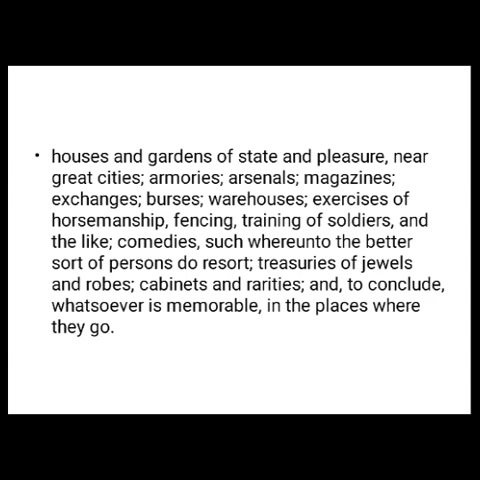 • houses and gardens of state and pleasure, near
great cities; armories; arsenals; magazines;
exchanges; burses; warehouses; exercises of
horsemanship, fencing, training of soldiers, and
the like; comedies, such whereunto the better
sort of persons do resort; treasuries of jewels
and robes; cabinets and rarities; and, to conclude,
whatsoever is memorable, in the places where
they go.